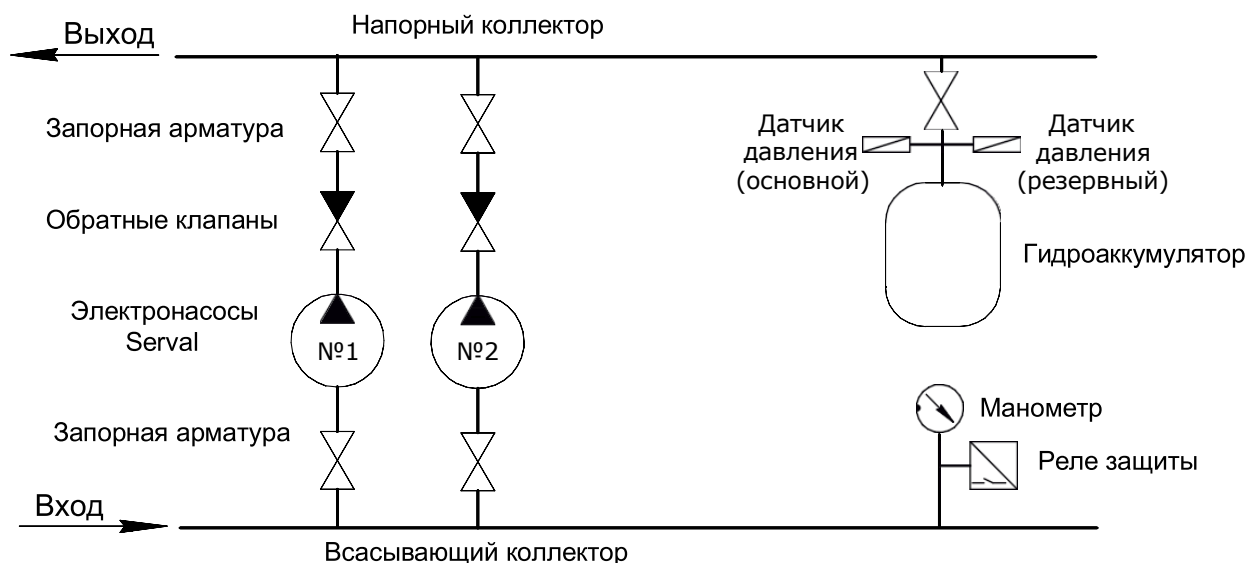 Напорный коллектор
Выход
Запорная арматура
Датчик
давления
(основной)
Датчик
давления
(резервный)
Обратные клапаны
Гидроаккумулятор
Электронасосы
Serval
№1
№2
Манометр
Запорная арматура
Реле защиты
Вход
Всасывающий коллектор